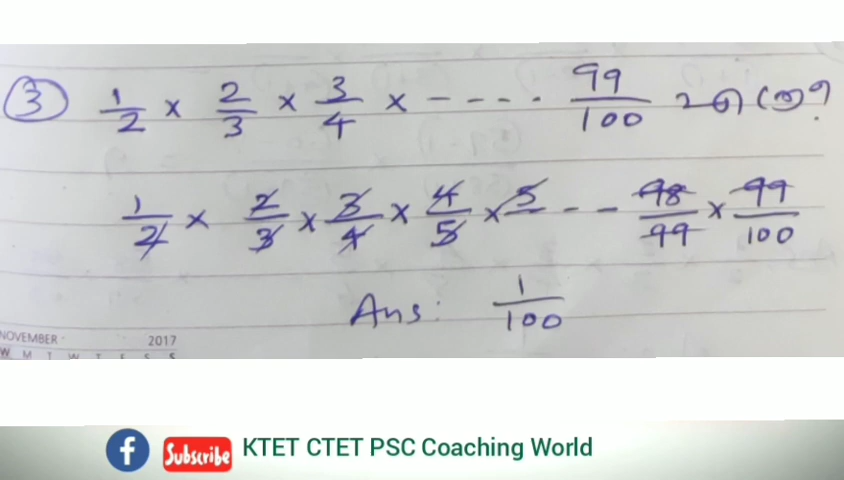 ③ 1/2 × 2/3 × 3/4 × - - - - . 99/100 എത്ര?
1/2 × 2/3 × 3/4 × 4/5 × 5 - - - 98/99 × 99/100
Ans: 1/100
NOVEMBER 2017
W M T W T F S S
f Subscribe KTET CTET PSC Coaching World